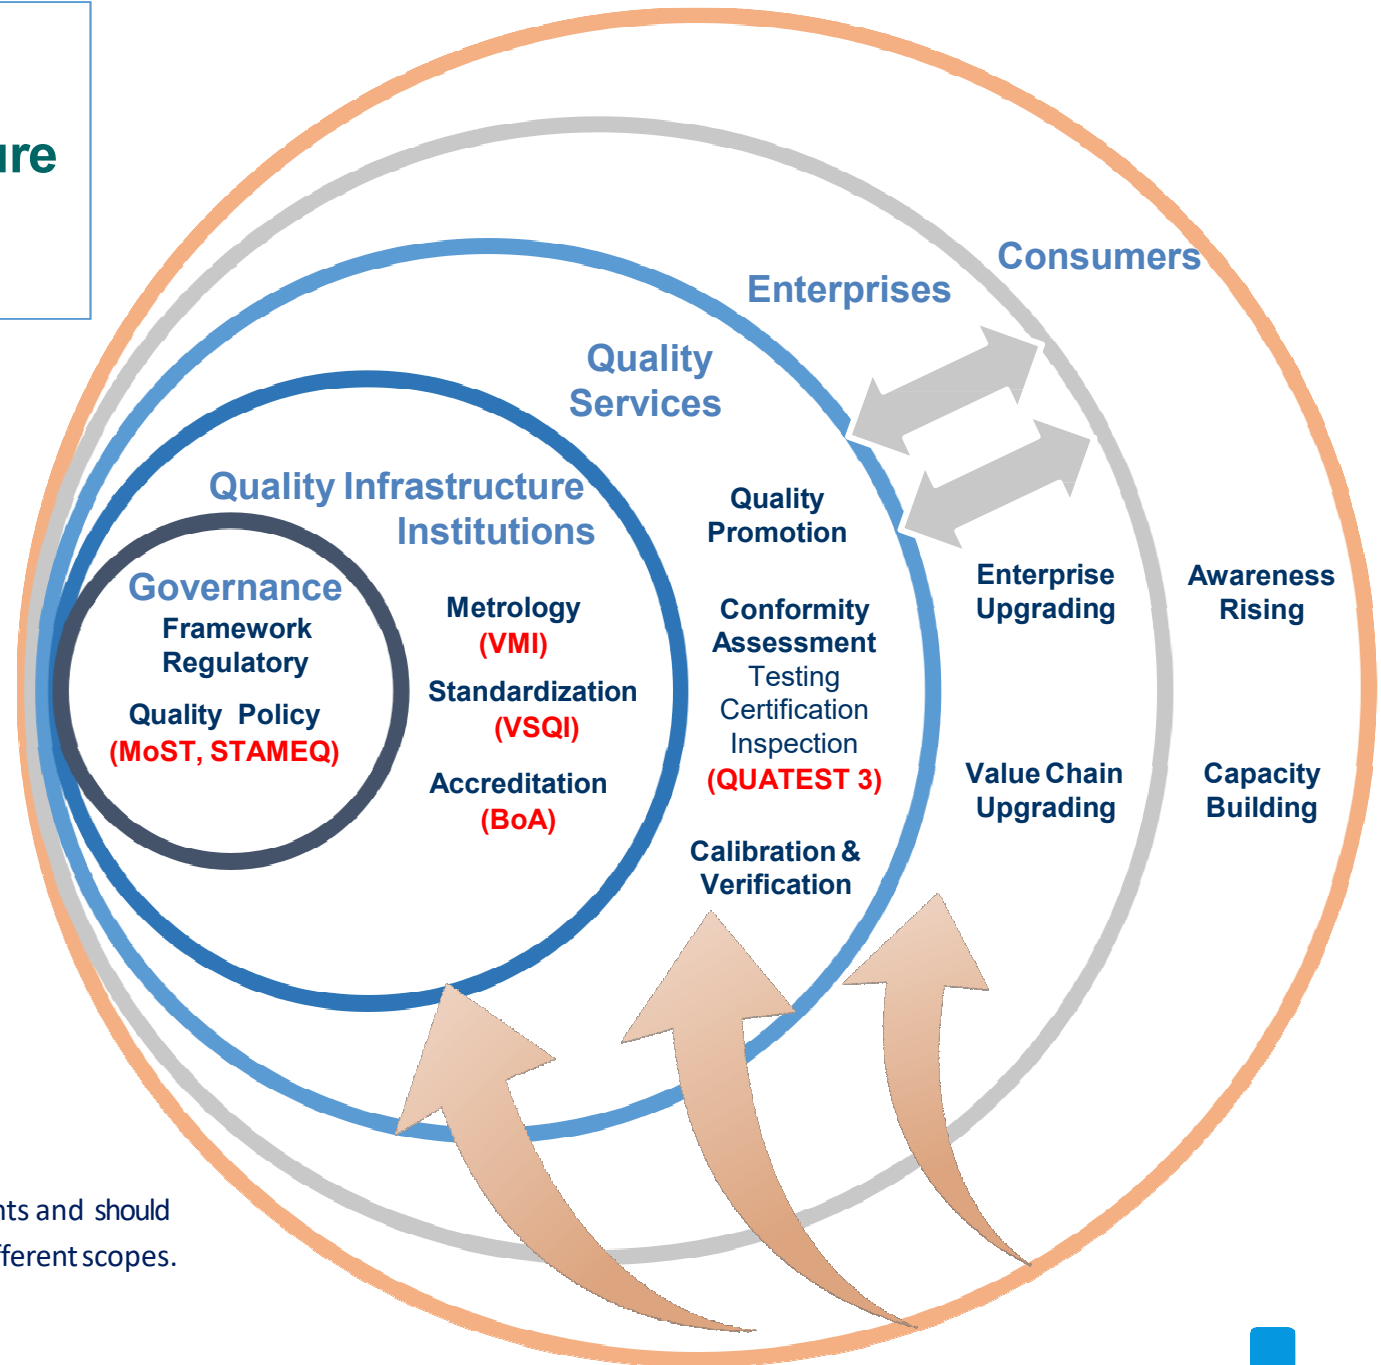 ure
Consumers
Enterprises
Quality
Services
Quality Infrastructure
Institutions
Governance
Framework
Regulatory
Quality Policy
(MoST, STAMEQ)
Metrology
(VMI)
Standardization
(VSQI)
Accreditation
(BoA)
Quality
Promotion
Conformity
Assessment
Testing
Certification
Inspection
(QUATEST 3)
Calibration &
Verification
Enterprise
Upgrading
Value Chain
Upgrading
Awareness
Rising
Capacity
Building
nts and should
fferent scopes.